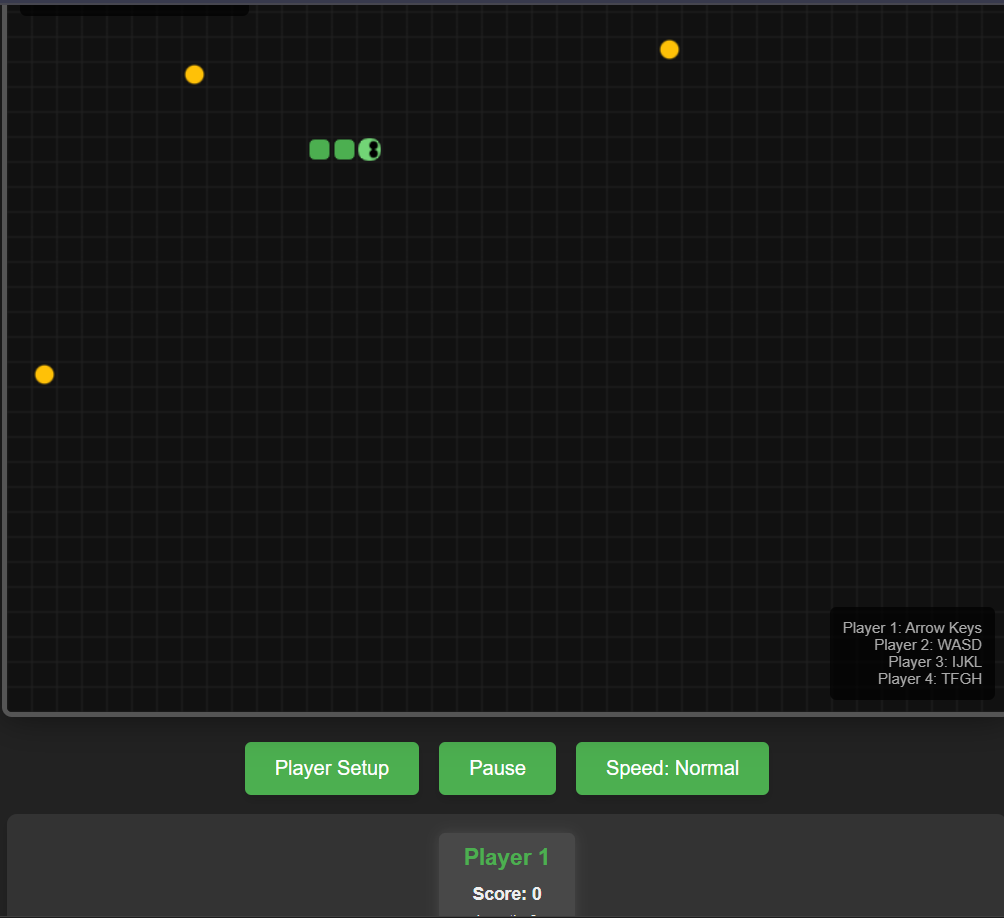 Player 1: Arrow Keys
Player 2: WASD
Player 3: IJKL
Player 4: TFGH
Player Setup
Pause
Speed: Normal
Player 1
Score: 0